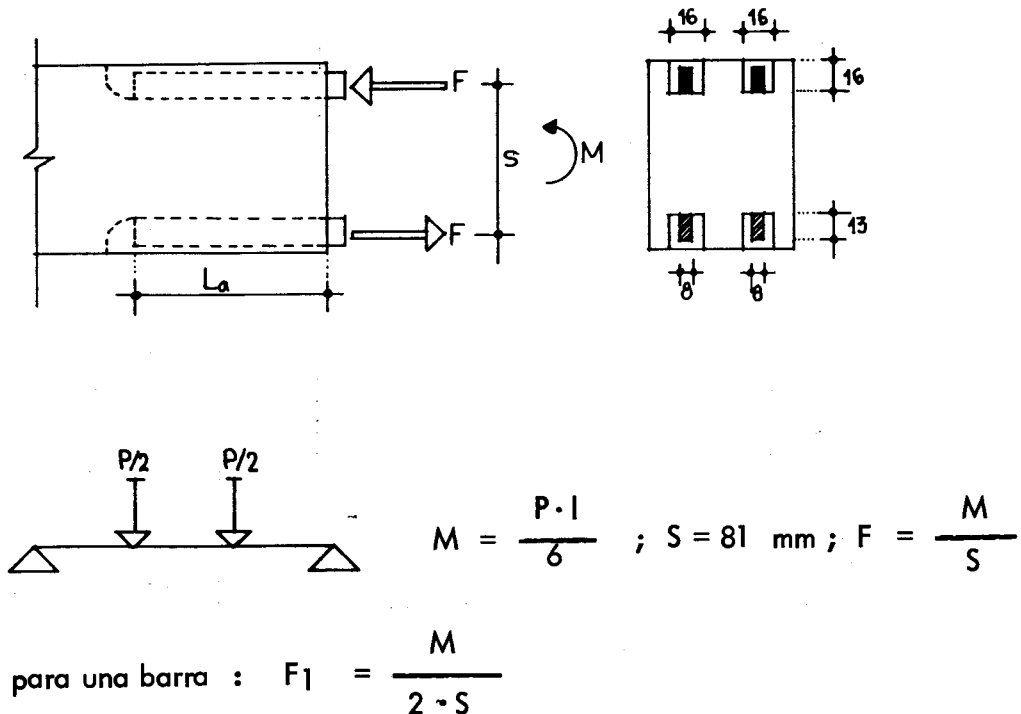 16 16
F
16
S
M
F
13
La
8 8
P/2 P/2
M = P·l / 6 ; S = 81 mm ; F = M / S
para una barra : F1 = M / 2 - S